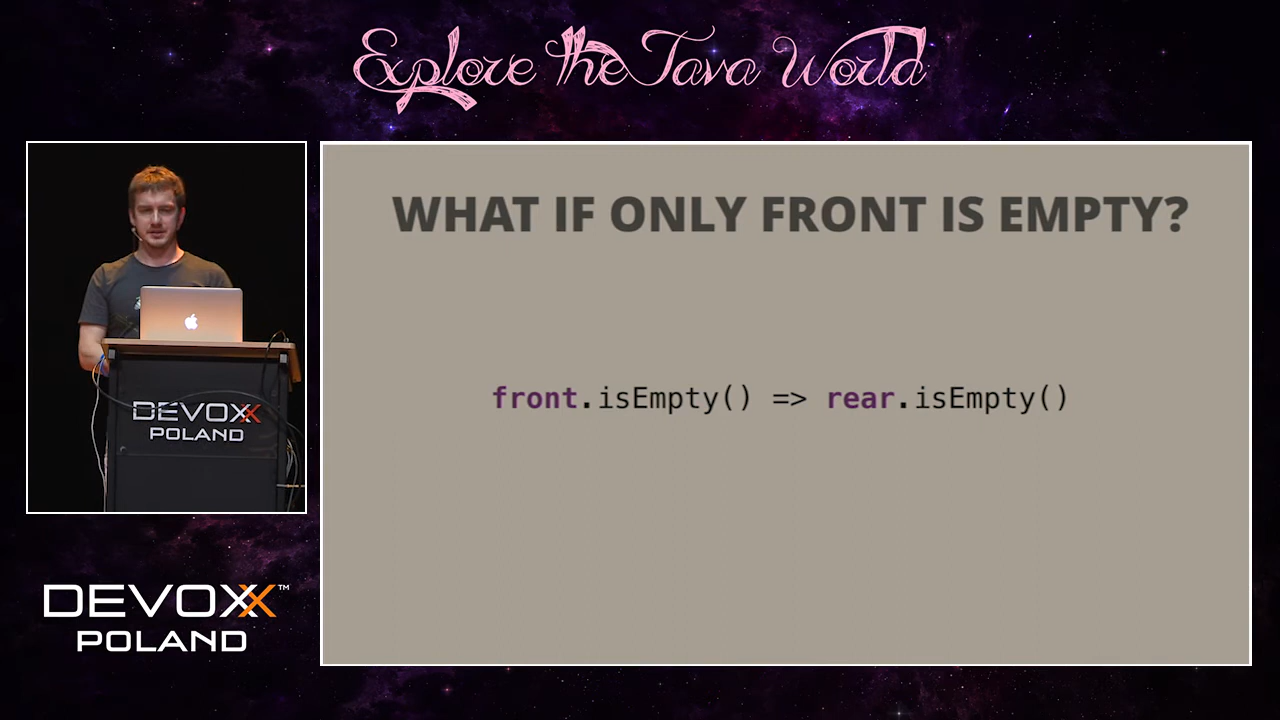 Explore the Java World
WHAT IF ONLY FRONT IS EMPTY?
front.isEmpty() => rear.isEmpty()
DEVOXX
POLAND
DEVOXX™
POLAND